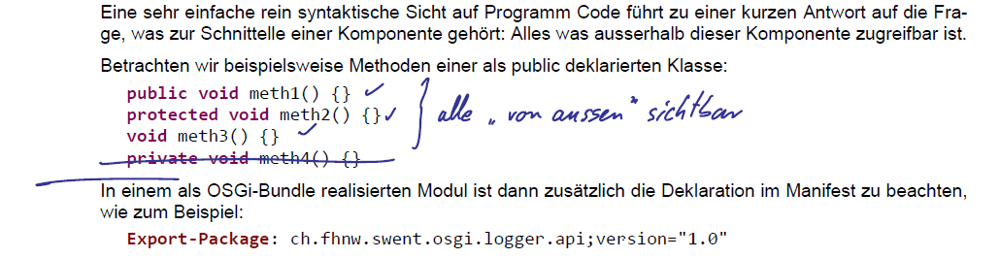 Eine sehr einfache rein syntaktische Sicht auf Programm Code führt zu einer kurzen Antwort auf die Fra-
ge, was zur Schnittelle einer Komponente gehört: Alles was ausserhalb dieser Komponente zugreifbar ist.
Betrachten wir beispielsweise Methoden einer als public deklarierten Klasse:
public void meth1() {} ✓
protected void meth2() {} ✓ alle „von aussen" sichtbar
void meth3() {} ✓
private void meth4() {}
In einem als OSGi-Bundle realisierten Modul ist dann zusätzlich die Deklaration im Manifest zu beachten,
wie zum Beispiel:
Export-Package: ch.fhnw.swent.osgi.logger.api;version="1.0"